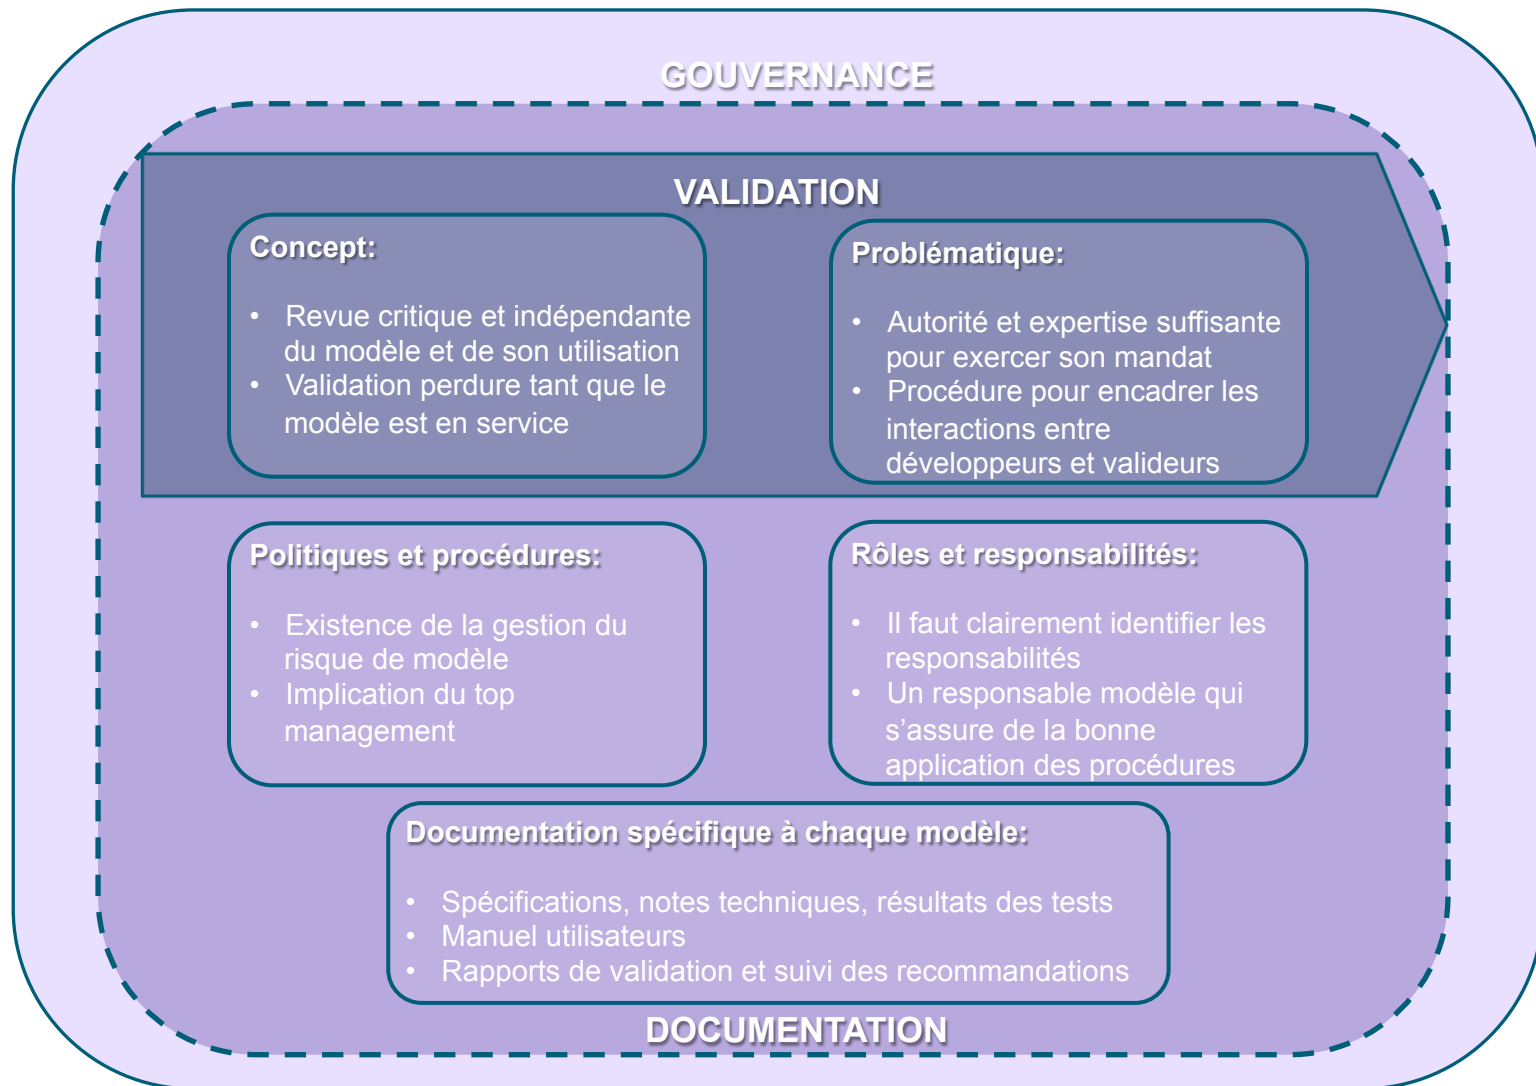 GOUVERNANCE
VALIDATION
Concept:
• Revue critique et indépendante
du modèle et de son utilisation
• Validation perdure tant que le
modèle est en service
Problématique:
• Autorité et expertise suffisante
pour exercer son mandat
• Procédure pour encadrer les
interactions entre
développeurs et valideurs
Politiques et procédures:
• Existence de la gestion du
risque de modèle
• Implication du top
management
Rôles et responsabilités:
• Il faut clairement identifier les
responsabilités
• Un responsable modèle qui
s’assure de la bonne
application des procédures
Documentation spécifique à chaque modèle:
• Spécifications, notes techniques, résultats des tests
• Manuel utilisateurs
• Rapports de validation et suivi des recommandations
DOCUMENTATION